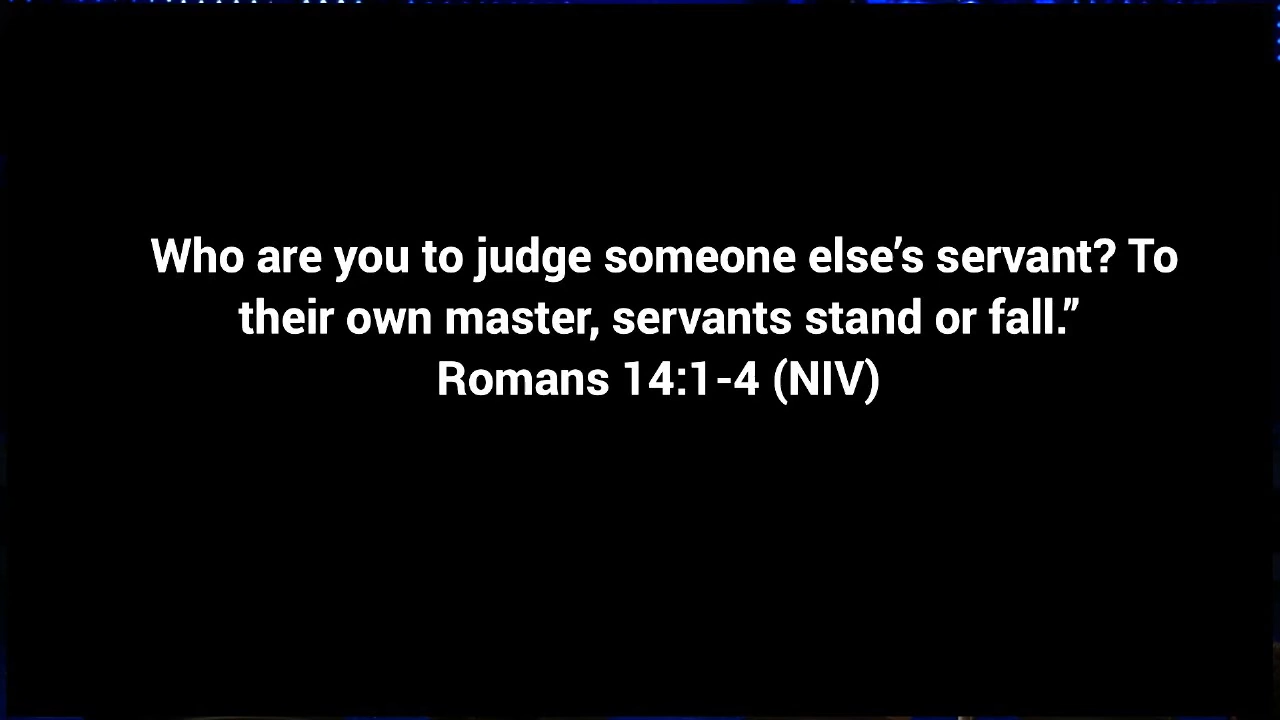 Who are you to judge someone else’s servant? To
their own master, servants stand or fall.”
Romans 14:1-4 (NIV)